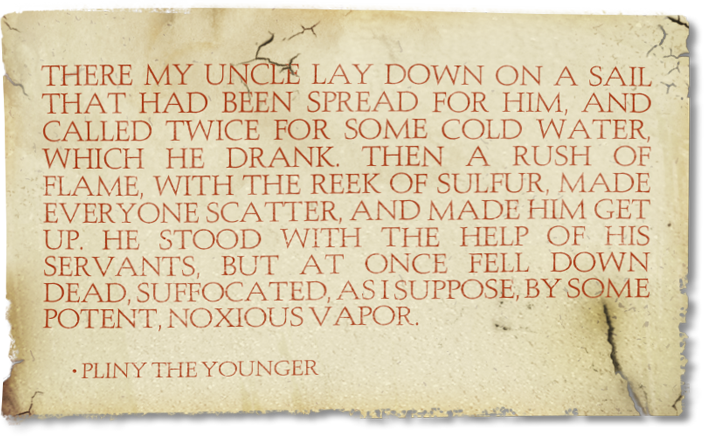 THERE MY UNCLE LAY DOWN ON A SAIL
THAT HAD BEEN SPREAD FOR HIM, AND
CALLED TWICE FOR SOME COLD WATER,
WHICH HE DRANK. THEN A RUSH OF
FLAME, WITH THE REEK OF SULFUR, MADE
EVERYONE SCATTER, AND MADE HIM GET
UP. HE STOOD WITH THE HELP OF HIS
SERVANTS, BUT AT ONCE FELL DOWN
DEAD, SUFFOCATED, AS I SUPPOSE, BY SOME
POTENT, NOXIOUS VAPOR.
• PLINY THE YOUNGER